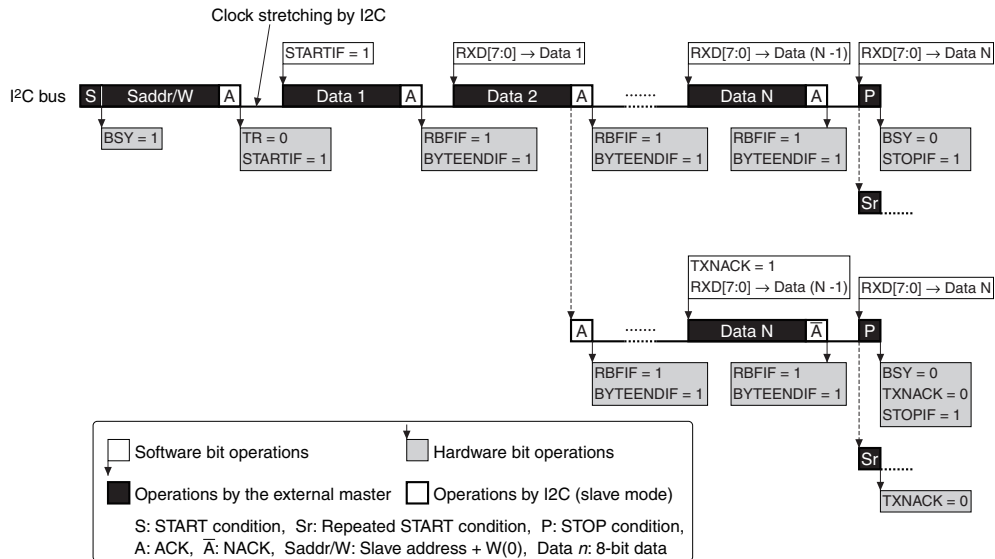 Clock stretching by I2C
STARTIF = 1
RXD[7:0] → Data 1
RXD[7:0] → Data (N -1)
RXD[7:0] → Data N
I²C bus
S
Saddr/W
A
Data 1
A
Data 2
A
Data N
A
P
BSY = 1
TR = 0
STARTIF = 1
RBFIF = 1
BYTEENDIF = 1
RBFIF = 1
BYTEENDIF = 1
RBFIF = 1
BYTEENDIF = 1
BSY = 0
STOPIF = 1
Sr
TXNACK = 1
RXD[7:0] → Data (N -1)
RXD[7:0] → Data N
A
Data N
A̅
P
RBFIF = 1
BYTEENDIF = 1
RBFIF = 1
BYTEENDIF = 1
BSY = 0
TXNACK = 0
STOPIF = 1
Sr
TXNACK = 0
Software bit operations
Hardware bit operations
Operations by the external master
Operations by I2C (slave mode)
S: START condition, Sr: Repeated START condition, P: STOP condition,
A: ACK, A̅: NACK, Saddr/W: Slave address + W(0), Data n: 8-bit data